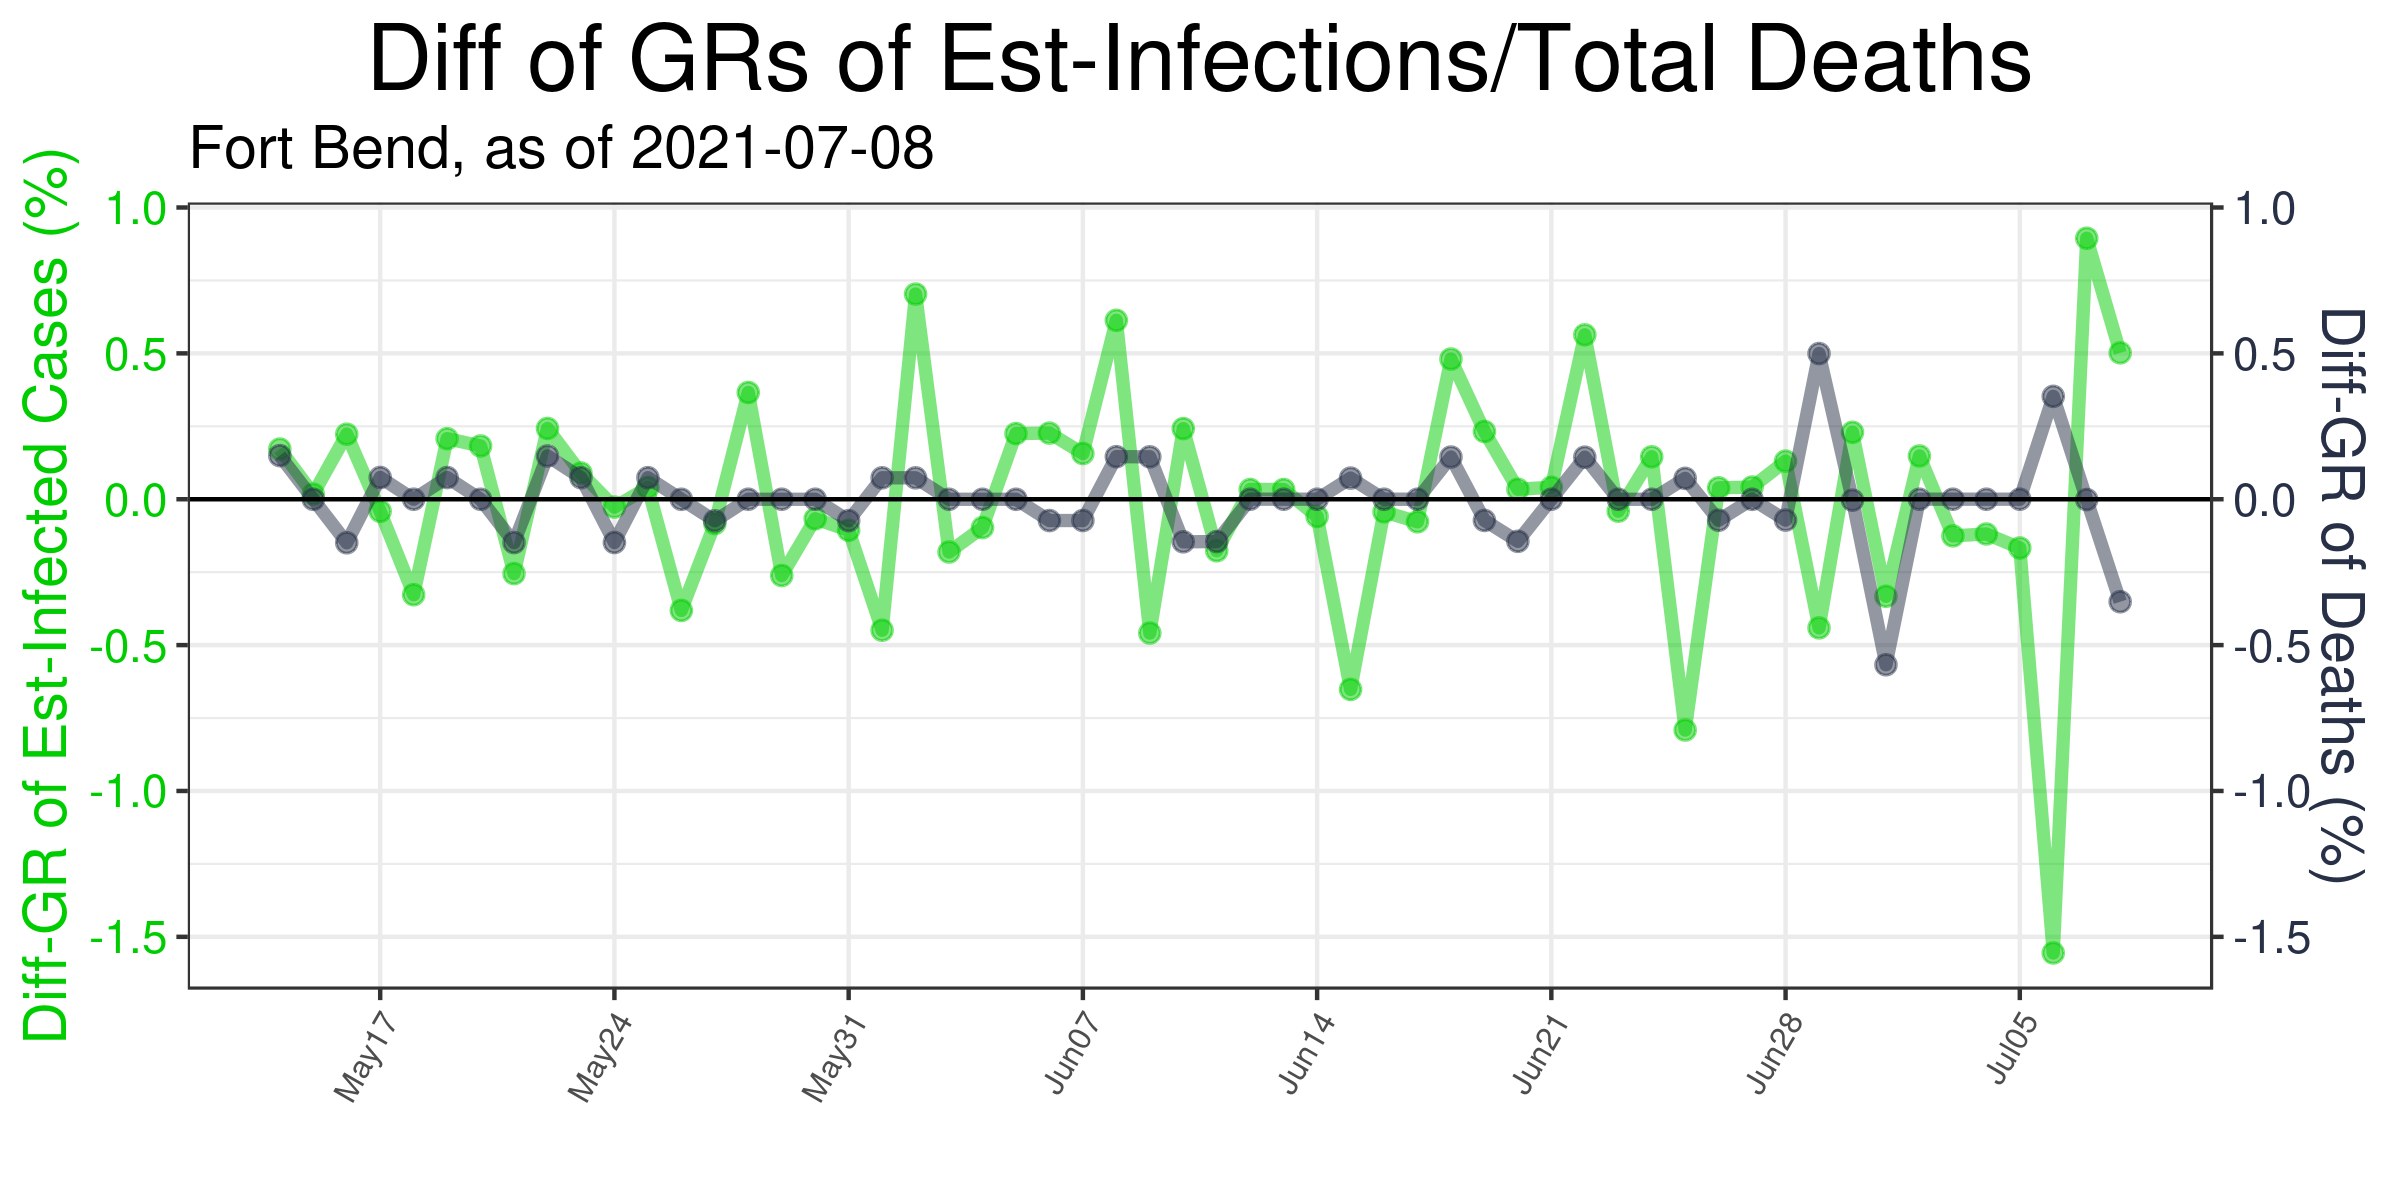 Diff of GRs of Est-Infections/Total Deaths
Fort Bend, as of 2021-07-08
Diff-GR of Est-Infected Cases (%)
1.0
0.5
0.0
-0.5
-1.0
-1.5
1.0
0.5
0.0
-0.5
-1.0
-1.5
Diff-GR of Deaths (%)
May17
May24
May31
Jun07
Jun14
Jun21
Jun28
Jul05